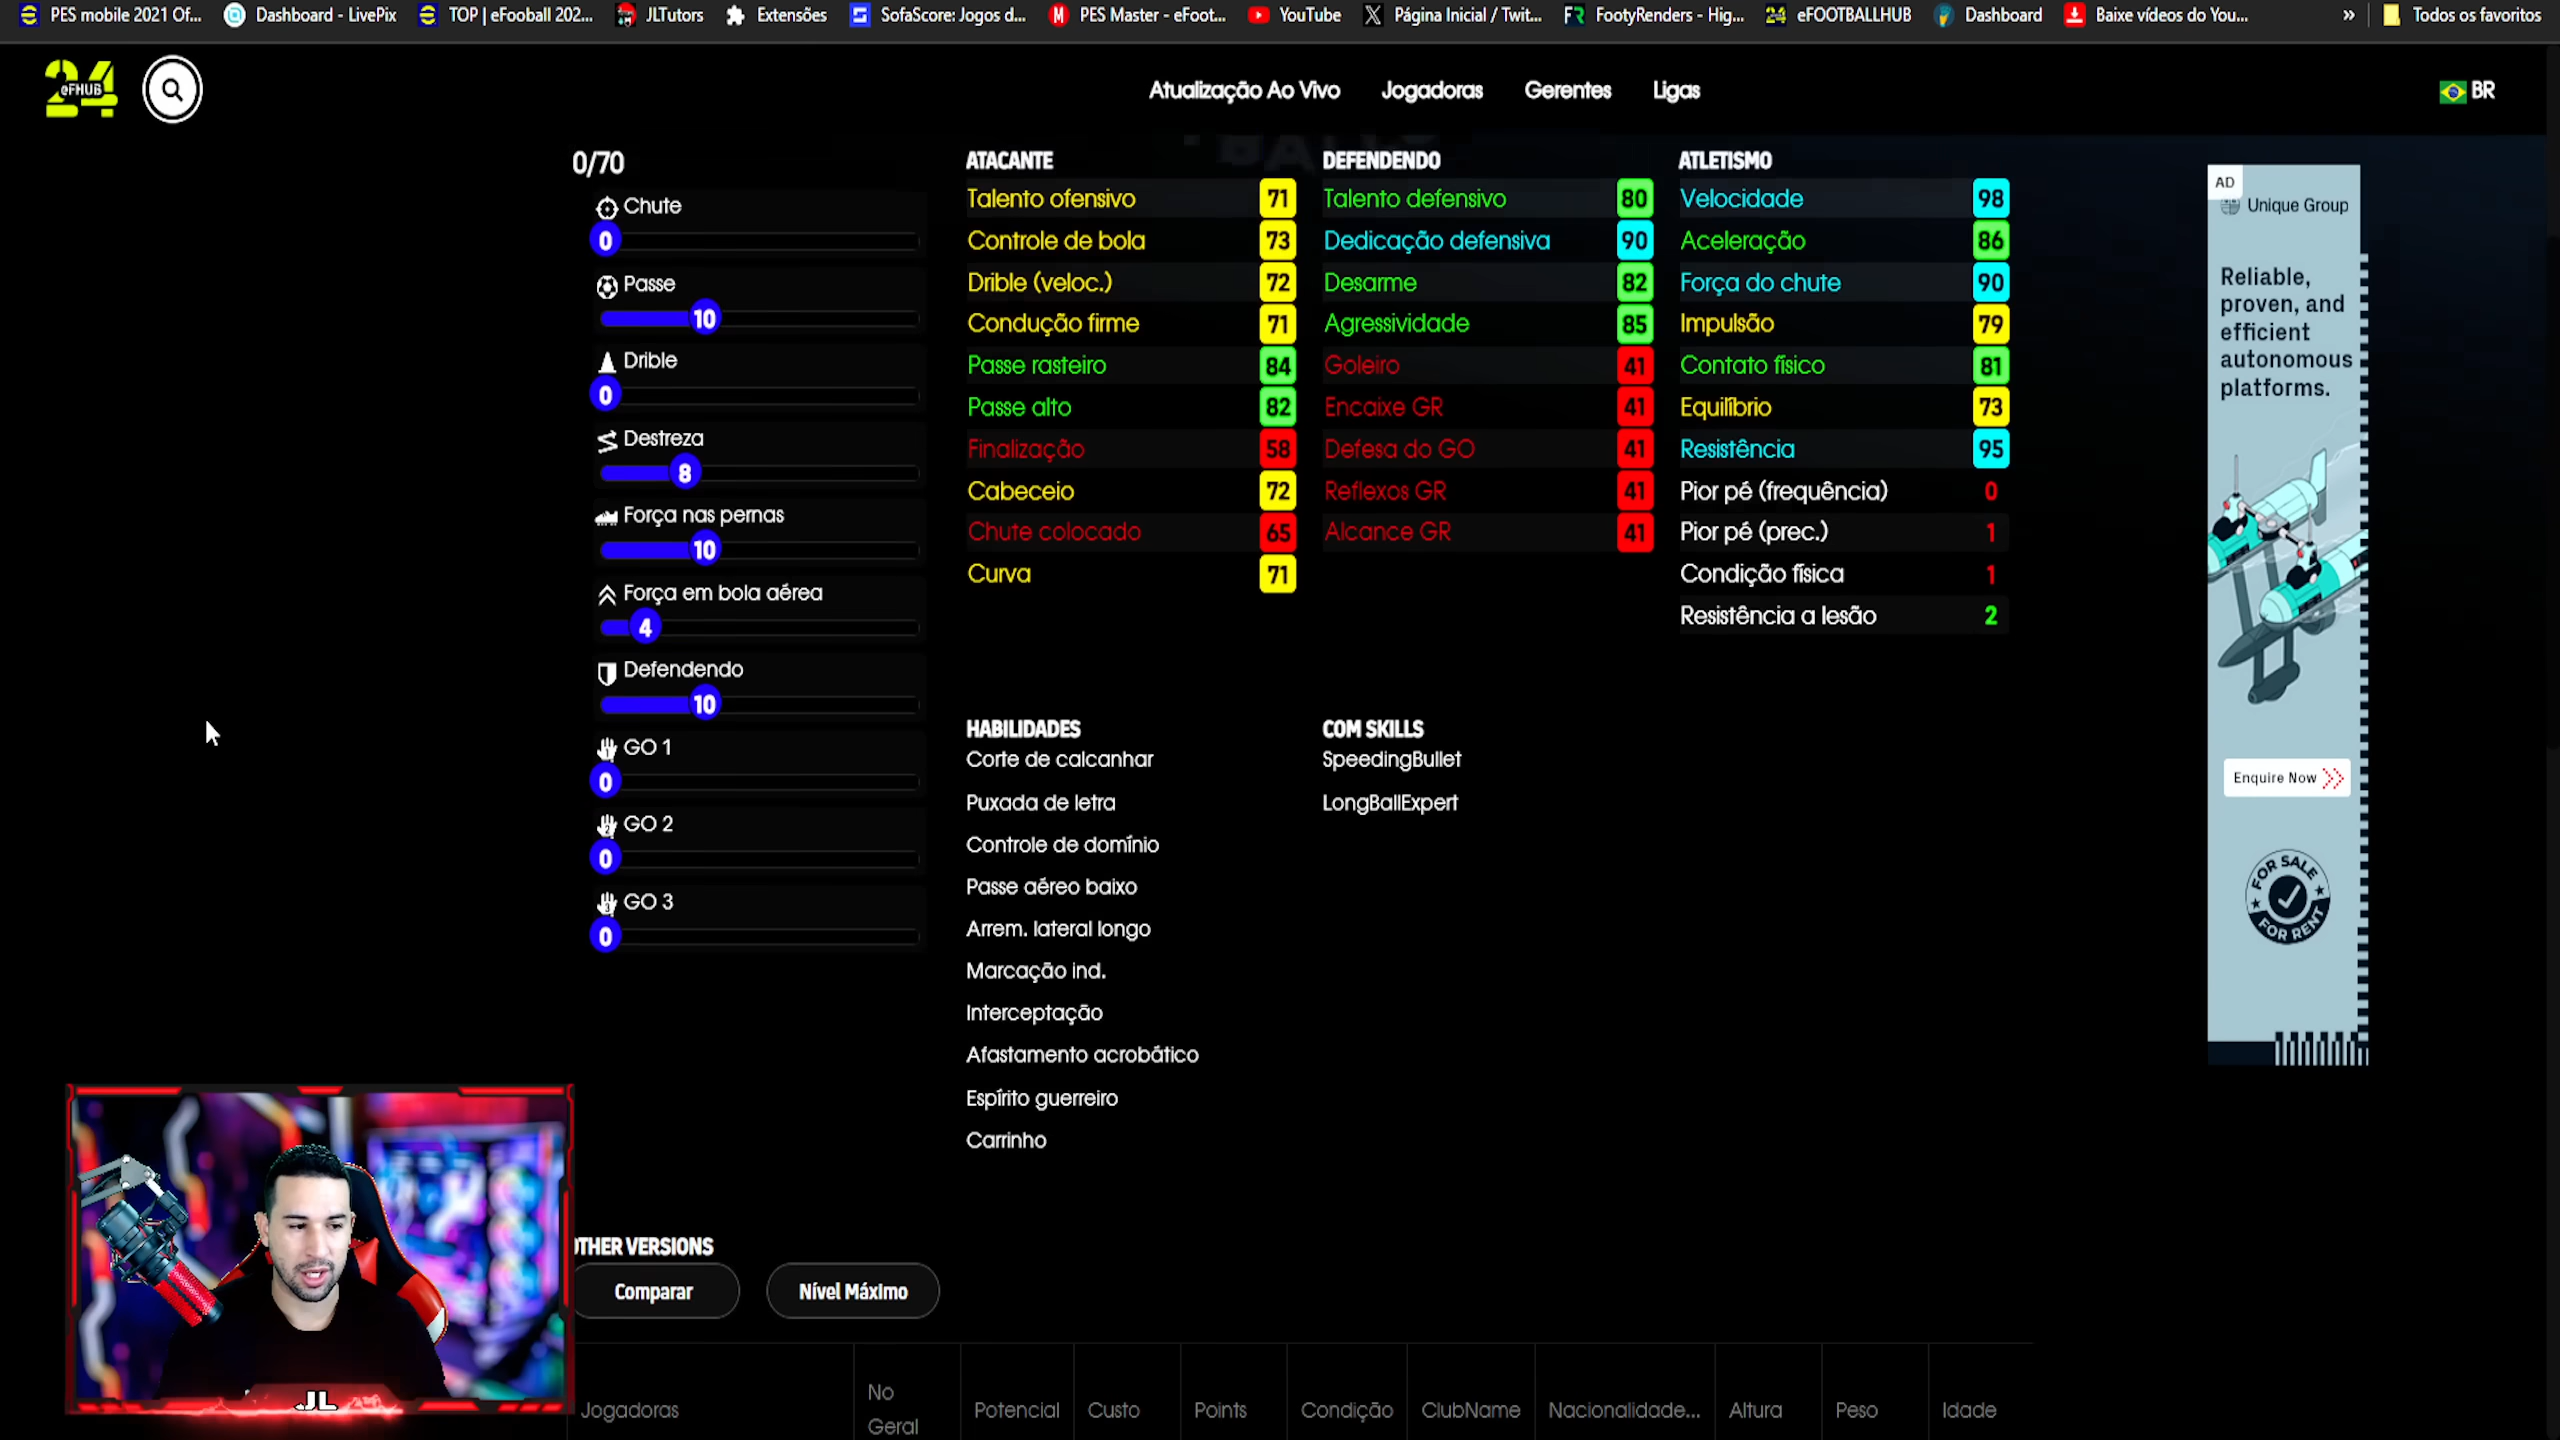 PES mobile 2021 Of... Dashboard - LivePix TOP | eFooball 202... JLTutors Extensões SofaScore: Jogos d... PES Master - eFoot... YouTube Página Inicial / Twit... FootyRenders - Hig... eFOOTBALLHUB Dashboard Baixe vídeos do You... » Todos os favoritos
24 eFHUB Atualização Ao Vivo Jogadoras Gerentes Ligas BR
0/70
Chute
0
Passe
10
Drible
0
Destreza
8
Força nas pernas
10
Força em bola aérea
4
Defendendo
10
GO 1
0
GO 2
0
GO 3
0
ATACANTE
Talento ofensivo 71
Controle de bola 73
Drible (veloc.) 72
Condução firme 71
Passe rasteiro 84
Passe alto 82
Finalização 58
Cabeceio 72
Chute colocado 65
Curva 71
DEFENDENDO
Talento defensivo 80
Dedicação defensiva 90
Desarme 82
Agressividade 85
Goleiro 41
Encaixe GR 41
Defesa do GO 41
Reflexos GR 41
Alcance GR 41
ATLETISMO
Velocidade 98
Aceleração 86
Força do chute 90
Impulsão 79
Contato físico 81
Equilíbrio 73
Resistência 95
Pior pé (frequência) 0
Pior pé (prec.) 1
Condição física 1
Resistência a lesão 2
HABILIDADES
Corte de calcanhar
Puxada de letra
Controle de domínio
Passe aéreo baixo
Arrem. lateral longo
Marcação ind.
Interceptação
Afastamento acrobático
Espírito guerreiro
Carrinho
COM SKILLS
SpeedingBullet
LongBallExpert
AD
Unique Group
Reliable,
proven, and
efficient
autonomous
platforms.
Enquire Now
FOR SALE
FOR RENT
OTHER VERSIONS
Comparar Nível Máximo
JL
Jogadoras No Geral Potencial Custo Points Condição ClubName Nacionalidade... Altura Peso Idade